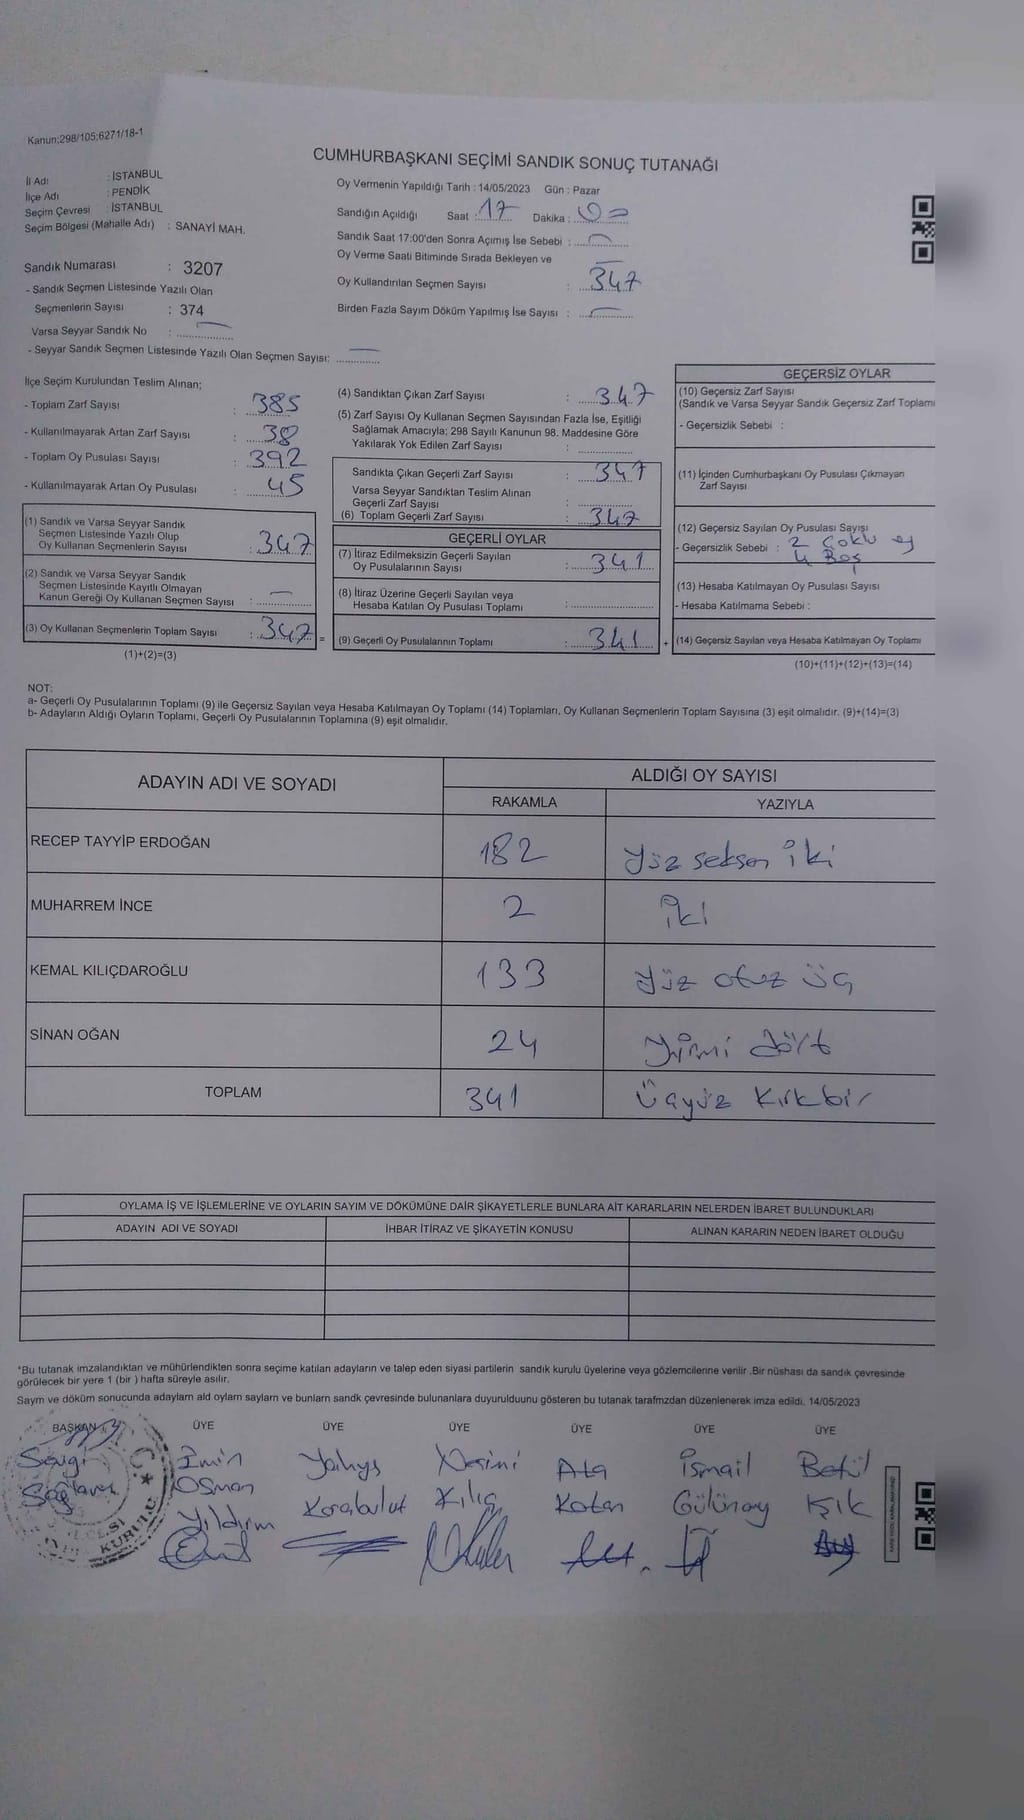 Kanun;298/105;6271/18-1
CUMHURBAŞKANI SEÇİMİ SANDIK SONUÇ TUTANAĞI
İl Adı : İSTANBUL
İlçe Adı : PENDİK
Seçim Çevresi : İSTANBUL
Seçim Bölgesi (Mahalle Adı) : SANAYİ MAH.
Sandık Numarası : 3207
- Sandık Seçmen Listesinde Yazılı Olan
Seçmenlerin Sayısı : 374
Varsa Seyyar Sandık No :
- Seyyar Sandık Seçmen Listesinde Yazılı Olan Seçmen Sayısı:
Oy Vermenin Yapıldığı Tarih : 14/05/2023 Gün : Pazar
Sandığın Açıldığı Saat : 17 Dakika : 00
Sandık Saat 17:00'den Sonra Açımış İse Sebebi :
Oy Verme Saati Bitiminde Sırada Bekleyen ve
Oy Kullandırılan Seçmen Sayısı : 347
Birden Fazla Sayım Döküm Yapılmış İse Sayısı :
İlçe Seçim Kurulundan Teslim Alınan;
- Toplam Zarf Sayısı : 385
- Kullanılmayarak Artan Zarf Sayısı : 38
- Toplam Oy Pusulası Sayısı : 392
- Kullanılmayarak Artan Oy Pusulası : 45
(1) Sandık ve Varsa Seyyar Sandık
Seçmen Listesinde Yazılı Olup
Oy Kullanan Seçmenlerin Sayısı : 347
(2) Sandık ve Varsa Seyyar Sandık
Seçmen Listesinde Kayıtlı Olmayan
Kanun Gereği Oy Kullanan Seçmen Sayısı :
(3) Oy Kullanan Seçmenlerin Toplam Sayısı : 347 =
(1)+(2)=(3)
(4) Sandıktan Çıkan Zarf Sayısı : 347
(5) Zarf Sayısı Oy Kullanan Seçmen Sayısından Fazla İse, Eşitliği
Sağlamak Amacıyla; 298 Sayılı Kanunun 98. Maddesine Göre
Yakılarak Yok Edilen Zarf Sayısı :
Sandıkta Çıkan Geçerli Zarf Sayısı : 347
Varsa Seyyar Sandıktan Teslim Alınan
Geçerli Zarf Sayısı :
(6) Toplam Geçerli Zarf Sayısı : 347
GEÇERLİ OYLAR
(7) İtiraz Edilmeksizin Geçerli Sayılan
Oy Pusulalarının Sayısı : 341
(8) İtiraz Üzerine Geçerli Sayılan veya
Hesaba Katılan Oy Pusulası Toplamı :
(9) Geçerli Oy Pusulalarının Toplamı : 341 +
GEÇERSİZ OYLAR
(10) Geçersiz Zarf Sayısı
(Sandık ve Varsa Seyyar Sandık Geçersiz Zarf Toplamı
- Geçersizlik Sebebi :
(11) İçinden Cumhurbaşkanı Oy Pusulası Çıkmayan
Zarf Sayısı
(12) Geçersiz Sayılan Oy Pusulası Sayısı
- Geçersizlik Sebebi : 2 Çoklu oy
4 Boş
(13) Hesaba Katılmayan Oy Pusulası Sayısı
- Hesaba Katılmama Sebebi :
(14) Geçersiz Sayılan veya Hesaba Katılmayan Oy Toplamı
(10)+(11)+(12)+(13)=(14)
NOT:
a- Geçerli Oy Pusulalarının Toplamı (9) ile Geçersiz Sayılan veya Hesaba Katılmayan Oy Toplamı (14) Toplamları, Oy Kullanan Seçmenlerin Toplam Sayısına (3) eşit olmalıdır. (9)+(14)=(3)
b- Adayların Aldığı Oyların Toplamı, Geçerli Oy Pusulalarının Toplamına (9) eşit olmalıdır.
ADAYIN ADI VE SOYADI ALDIĞI OY SAYISI
RAKAMLA YAZIYLA
RECEP TAYYİP ERDOĞAN 182 Yüz seksen iki
MUHARREM İNCE 2 İki
KEMAL KILIÇDAROĞLU 133 Yüz otuz üç
SİNAN OĞAN 24 Yirmi dört
TOPLAM 341 Üçyüz Kırkbir
OYLAMA İŞ VE İŞLEMLERİNE VE OYLARIN SAYIM VE DÖKÜMÜNE DAİR ŞİKAYETLERLE BUNLARA AİT KARARLARIN NELERDEN İBARET BULUNDUKLARI
ADAYIN ADI VE SOYADI İHBAR İTİRAZ VE ŞİKAYETİN KONUSU ALINAN KARARIN NEDEN İBARET OLDUĞU
*Bu tutanak imzalandıktan ve mühürlendikten sonra seçime katılan adayların ve talep eden siyasi partilerin sandık kurulu üyelerine veya gözlemcilerine verilir .Bir nüshası da sandık çevresinde
görülecek bir yere 1 (bir ) hafta süreyle asılır.
Sayım ve döküm sonucunda adaylarn ald oylarn saylarn ve bunlarn sandk çevresinde bulunanlara duyurulduunu gösteren bu tutanak tarafmzdan düzenlenerek imza edildi. 14/05/2023
BAŞKAN ÜYE ÜYE ÜYE ÜYE ÜYE ÜYE
Sevgi Emin Yahya Nesimi Ata İsmail Betül
Sağlavcı Osman Karabulut Kılıç Kotan Gülünay Işık
Yıldırım
T.C.
KURULU